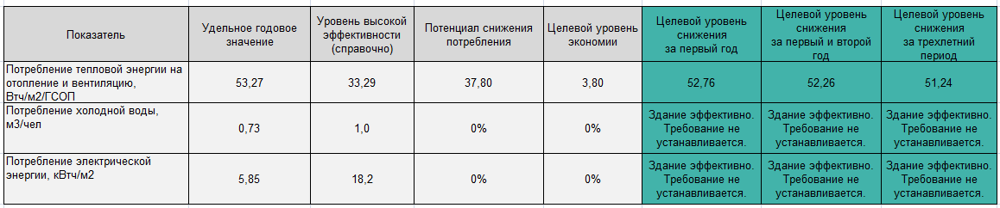 Показатель
Удельное годовое
значение
Уровень высокой
эффективности
(справочно)
Потенциал снижения
потребления
Целевой уровень
экономии
Целевой уровень
снижения
за первый год
Целевой уровень
снижения
за первый и второй
год
Целевой уровень
снижения
за трехлетний
период
Потребление тепловой энергии на
отопление и вентиляцию,
Втч/м2/ГСОП
53,27
33,29
37,80
3,80
52,76
52,26
51,24
Потребление холодной воды,
м3/чел
0,73
1,0
0%
0%
Здание эффективно.
Требование не
устанавливается.
Здание эффективно.
Требование не
устанавливается.
Здание эффективно.
Требование не
устанавливается.
Потребление электрической
энергии, кВтч/м2
5,85
18,2
0%
0%
Здание эффективно.
Требование не
устанавливается.
Здание эффективно.
Требование не
устанавливается.
Здание эффективно.
Требование не
устанавливается.